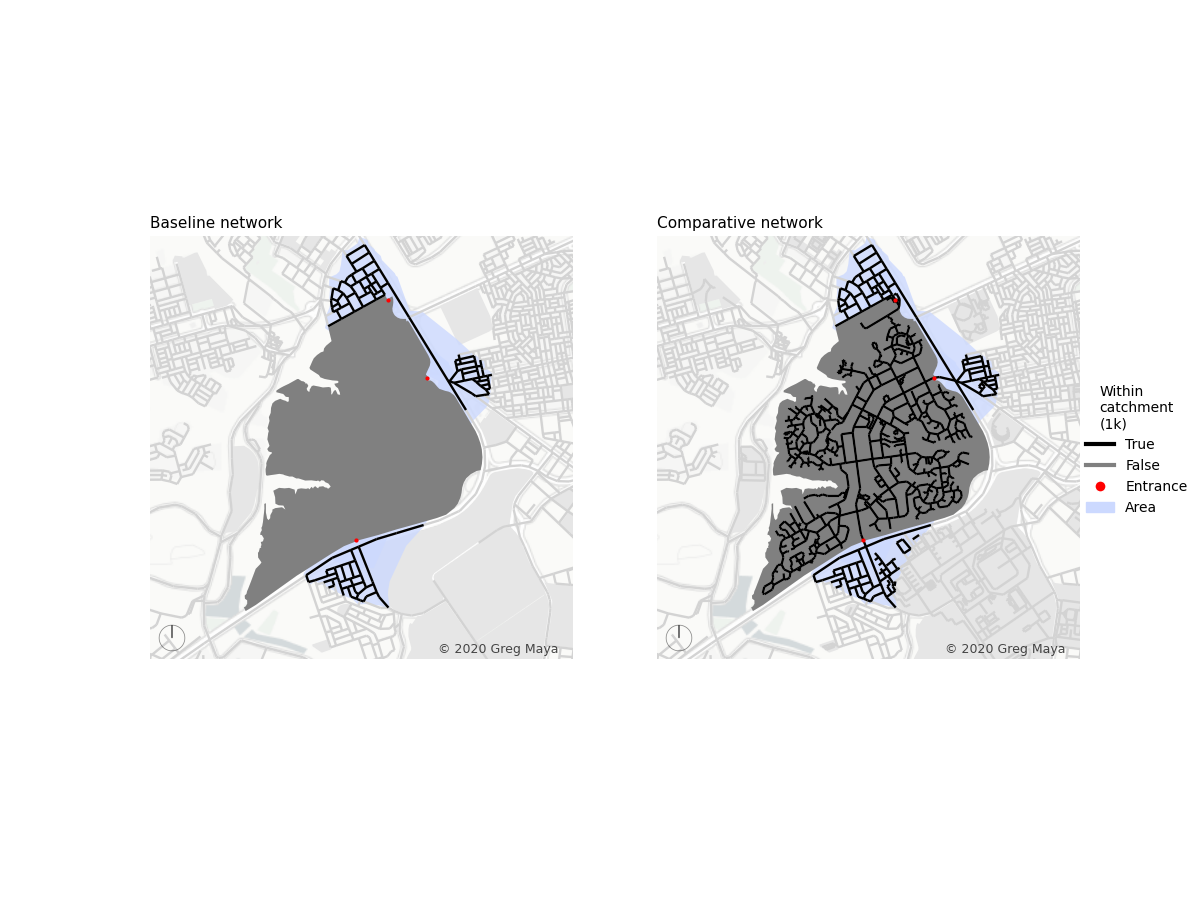 Baseline network
Comparative network
Within
catchment
(1k)
True
False
Entrance
Area
© 2020 Greg Maya
© 2020 Greg Maya